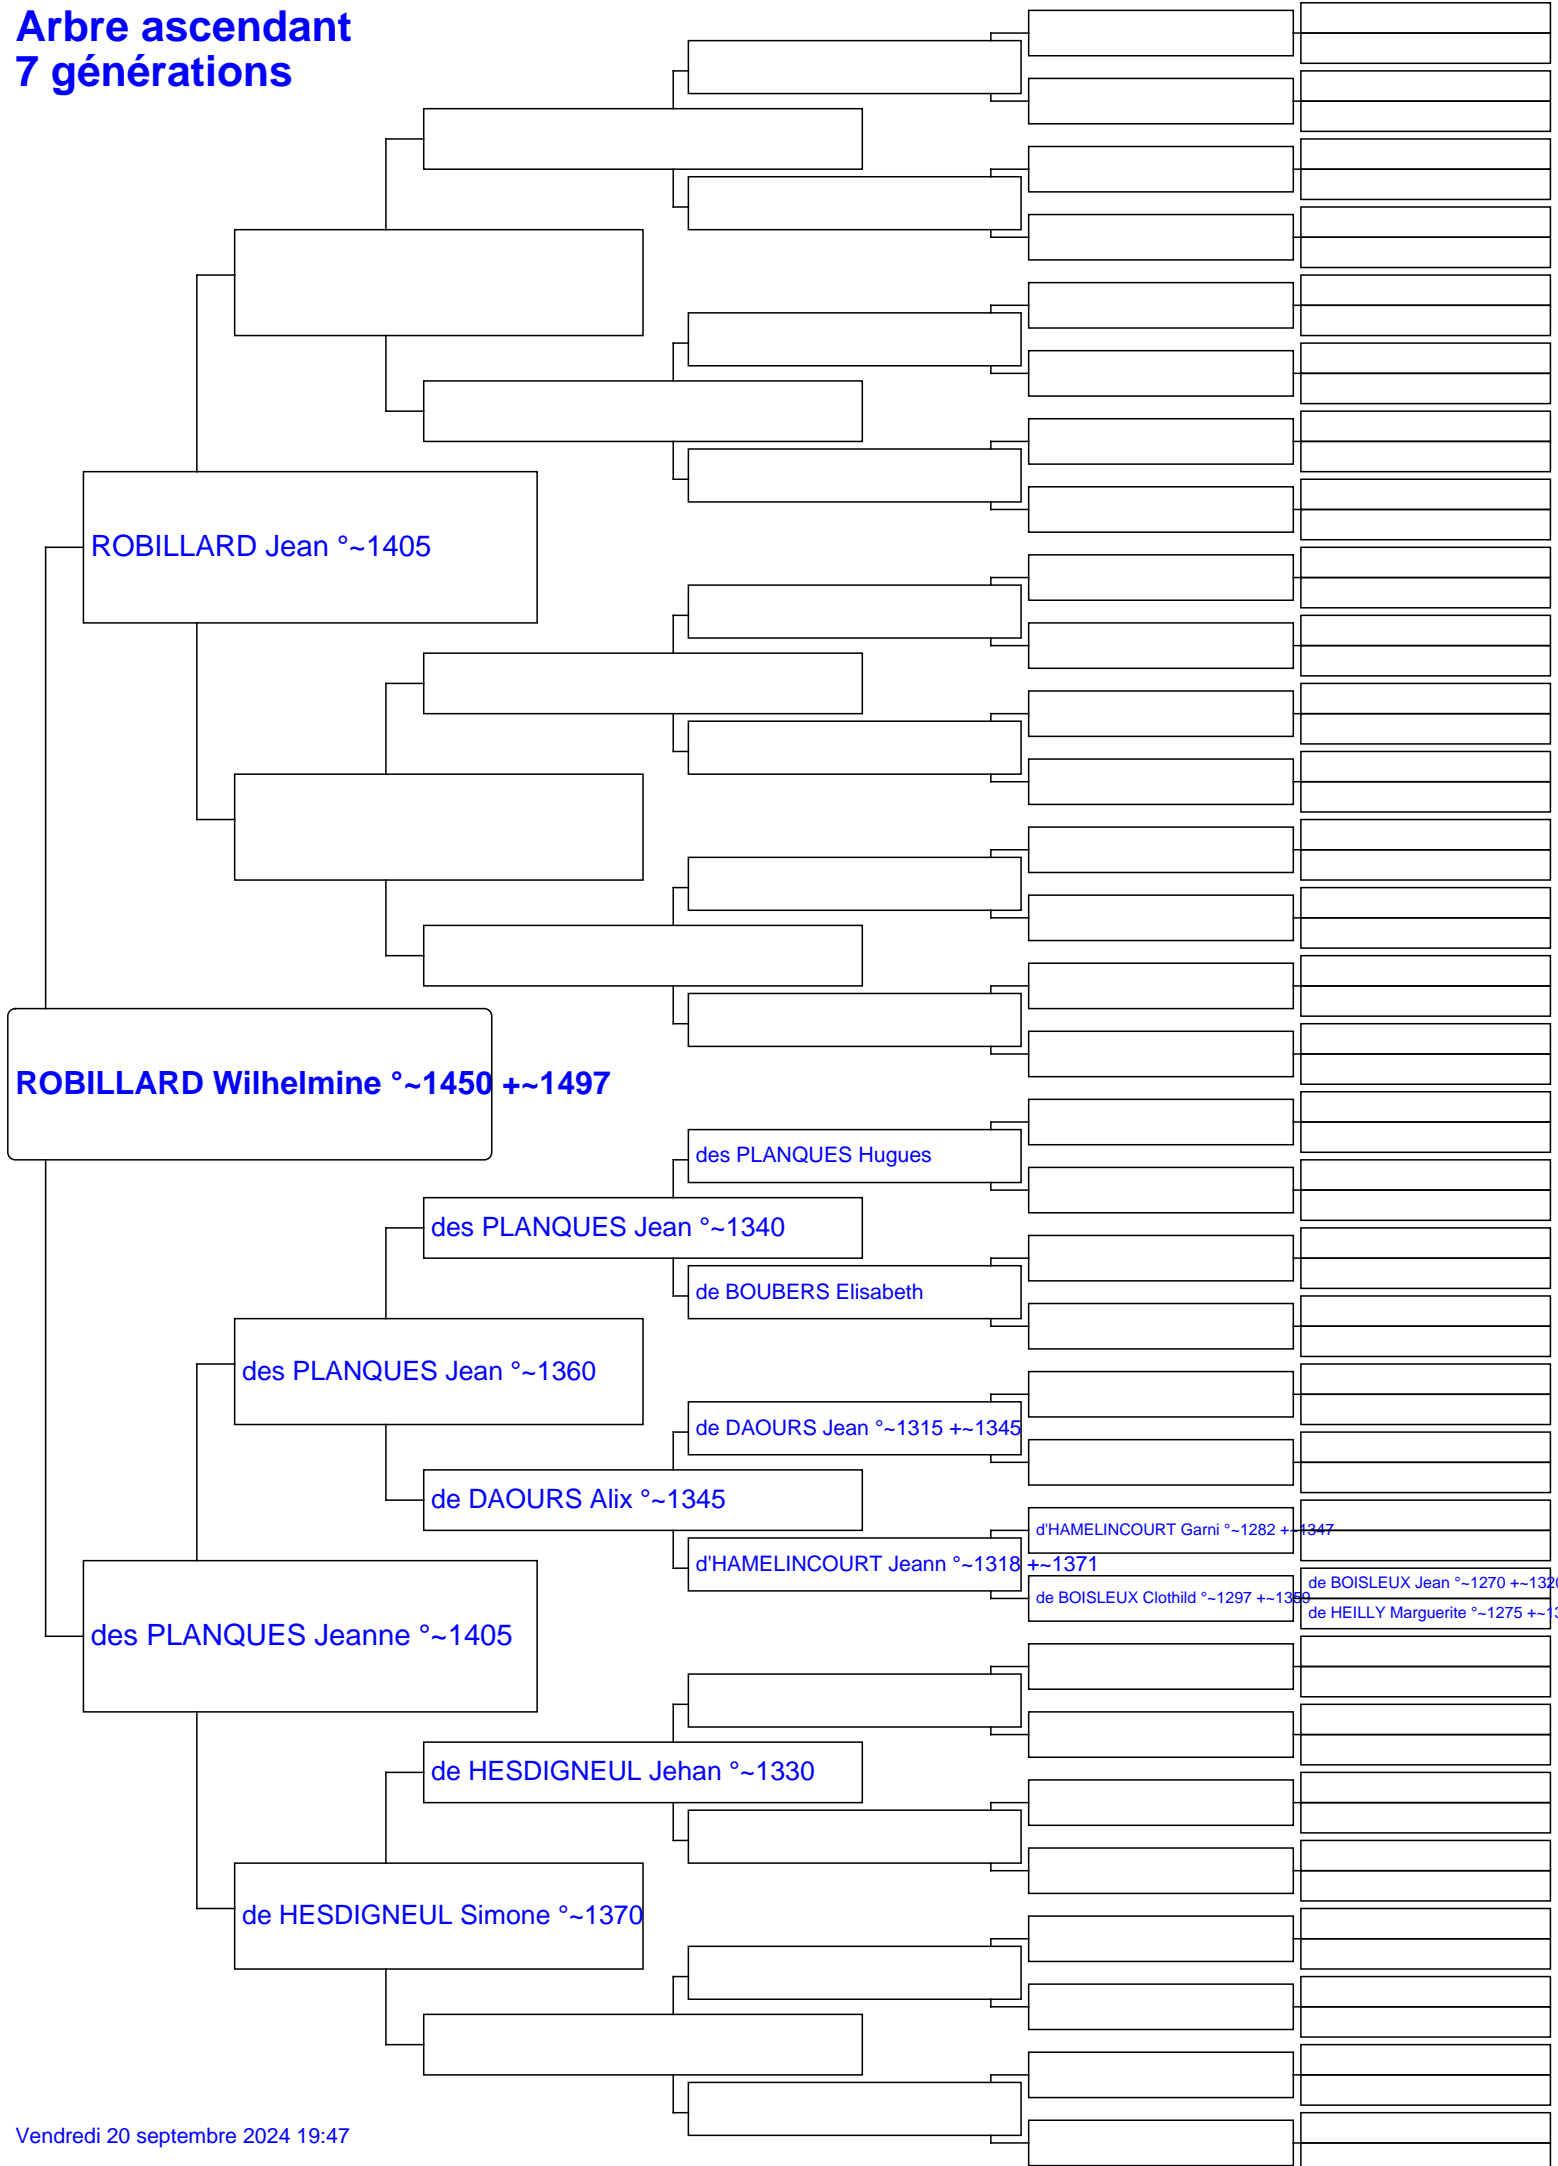 Arbre ascendant
7 générations
ROBILLARD Jean °~1405
ROBILLARD Wilhelmine °~1450 +~1497
des PLANQUES Hugues
des PLANQUES Jean °~1340
de BOUBERS Elisabeth
des PLANQUES Jean °~1360
de DAOURS Jean °~1315 +~1345
de DAOURS Alix °~1345
d'HAMELINCOURT Garni °~1282 +~1347
d'HAMELINCOURT Jeann °~1318 +~1371
de BOISLEUX Jean °~1270 +~1320
de BOISLEUX Clothild °~1297 +~1359
de HEILLY Marguerite °~1275
des PLANQUES Jeanne °~1405
de HESDIGNEUL Jehan °~1330
de HESDIGNEUL Simone °~1370
Vendredi 20 septembre 2024 19:47